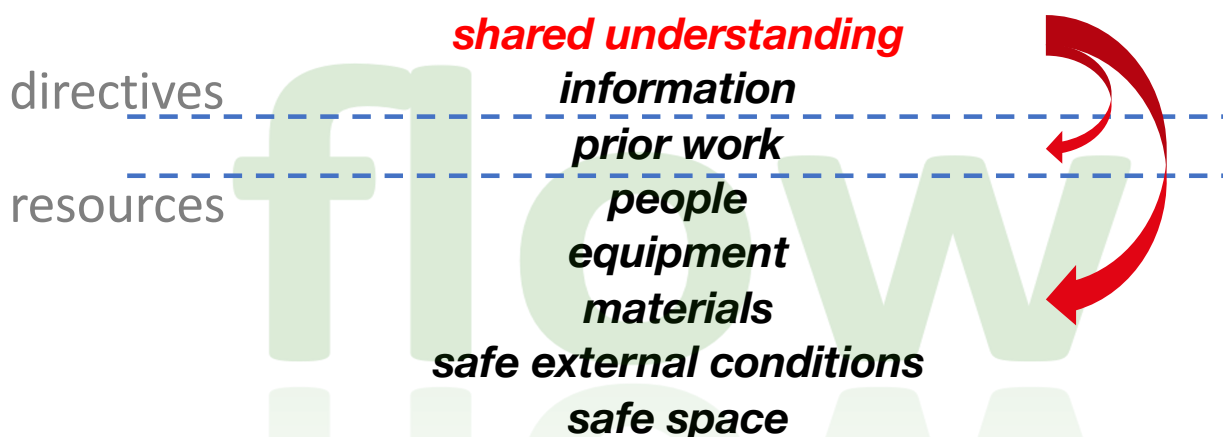 shared understanding
directives
information
prior work
resources
people
equipment
materials
safe external conditions
safe space
flow